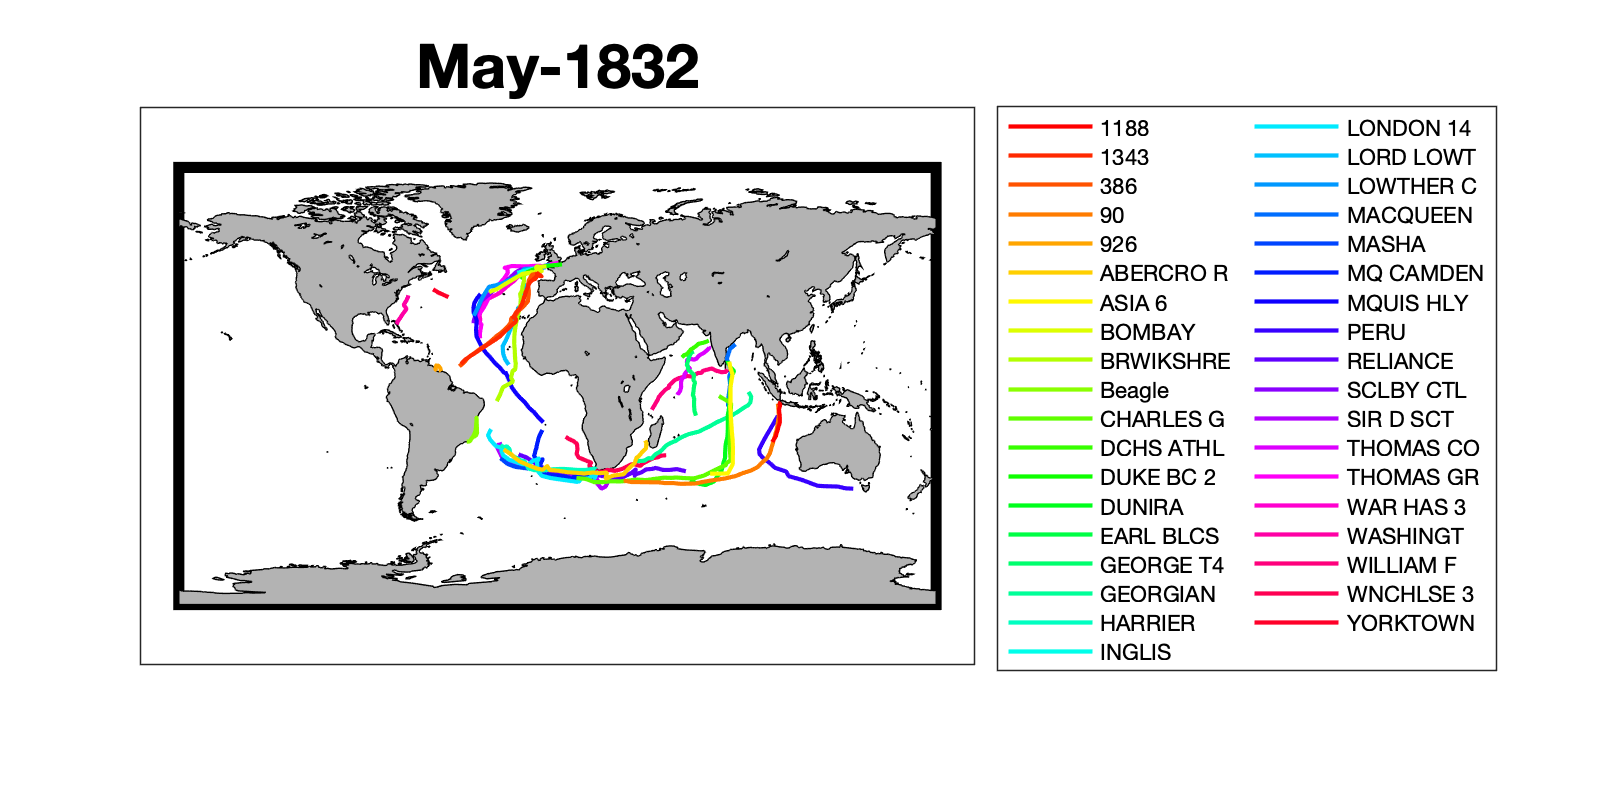 May-1832
1188
1343
386
90
926
ABERCRO R
ASIA 6
BOMBAY
BRWIKSHRE
Beagle
CHARLES G
DCHS ATHL
DUKE BC 2
DUNIRA
EARL BLCS
GEORGE T4
GEORGIAN
HARRIER
INGLIS
LONDON 14
LORD LOWT
LOWTHER C
MACQUEEN
MASHA
MQ CAMDEN
MQUIS HLY
PERU
RELIANCE
SCLBY CTL
SIR D SCT
THOMAS CO
THOMAS GR
WAR HAS 3
WASHINGT
WILLIAM F
WNCHLSE 3
YORKTOWN